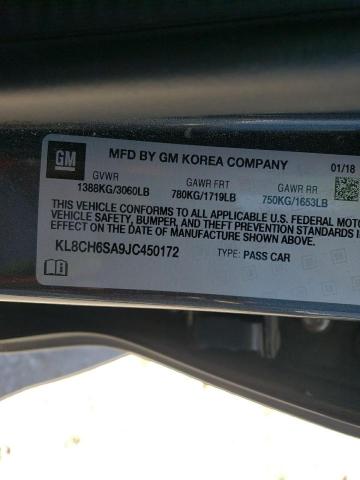 GM
MFD BY GM KOREA COMPANY 01/18
GVWR GAWR FRT GAWR RR
1388KG/3060LB 780KG/1719LB 750KG/1653LB
THIS VEHICLE CONFORMS TO ALL APPLICABLE U.S. FEDERAL MOTOR
VEHICLE SAFETY, BUMPER, AND THEFT PREVENTION STANDARDS IN
EFFECT ON THE DATE OF MANUFACTURE SHOWN ABOVE.
KL8CH6SA9JC450172 TYPE: PASS CAR